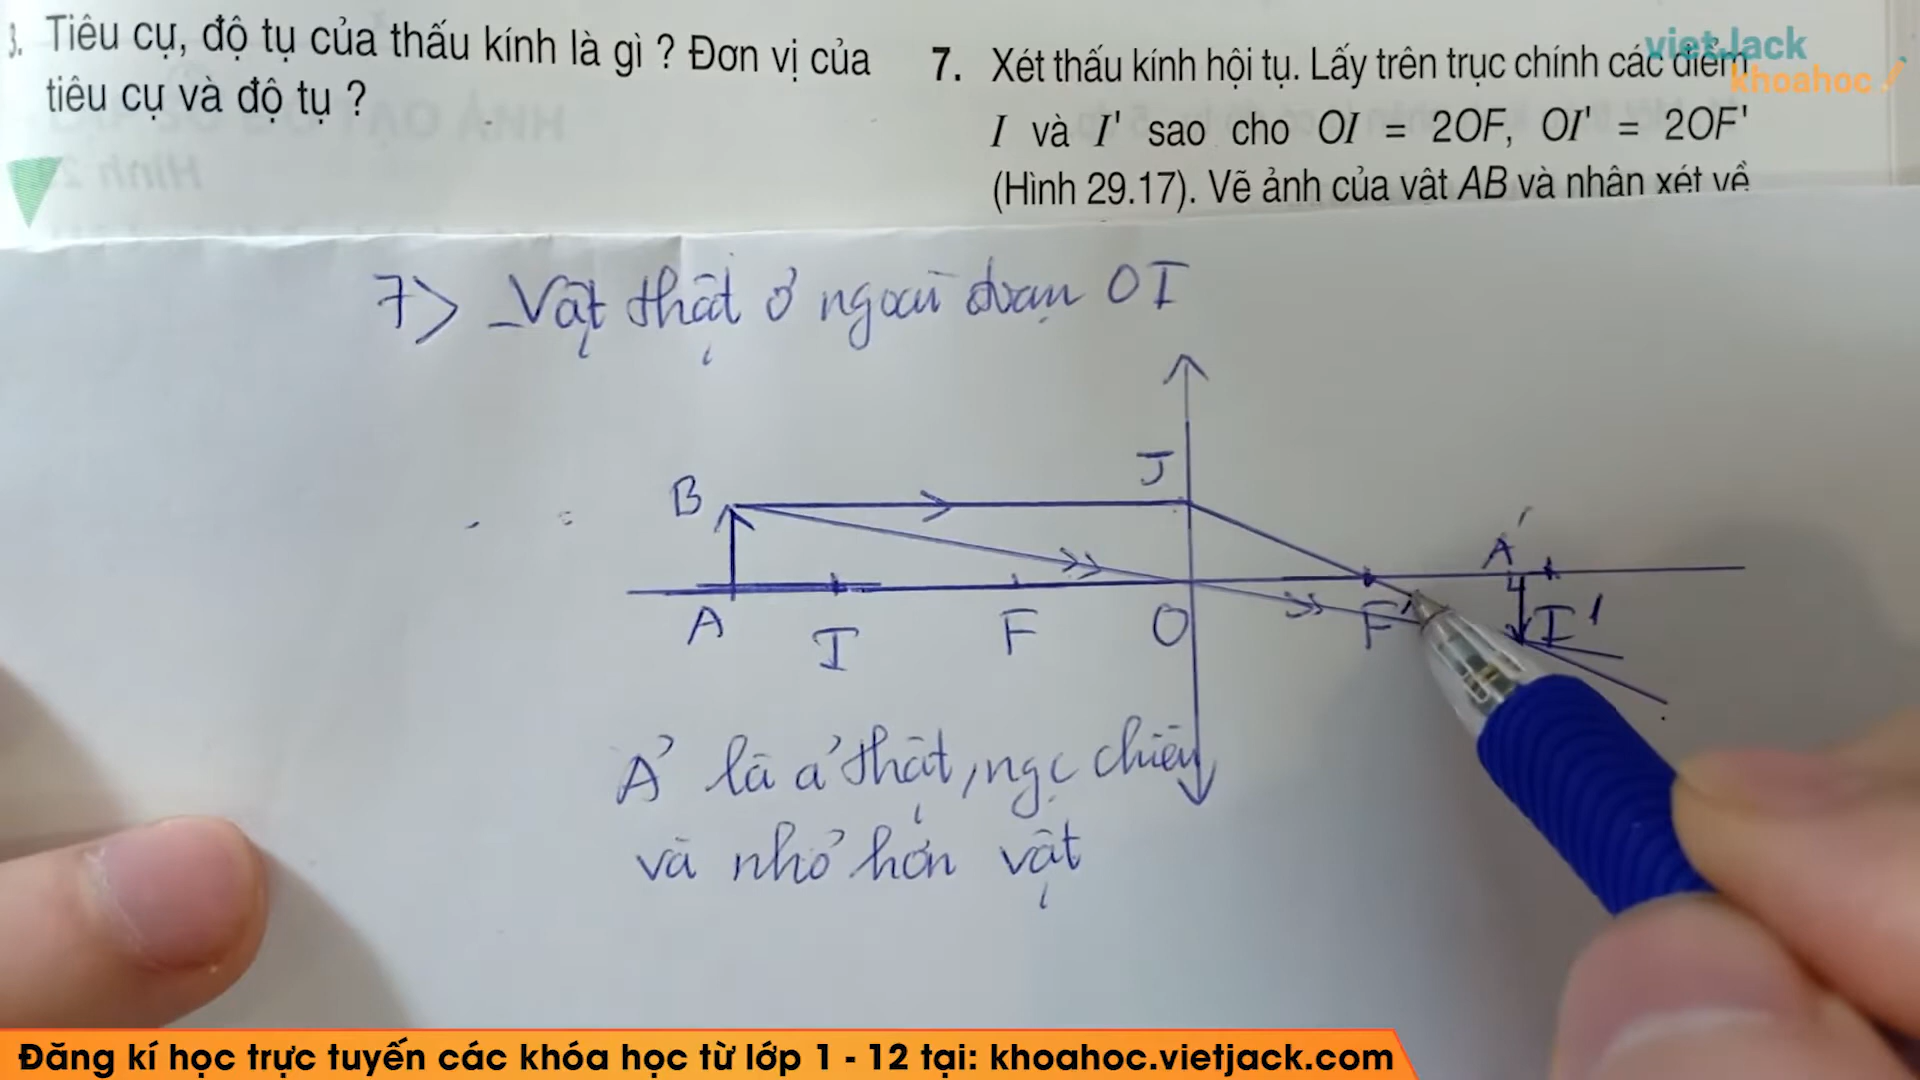 3. Tiêu cự, độ tụ của thấu kính là gì ? Đơn vị của
tiêu cự và độ tụ ?
7. Xét thấu kính hội tụ. Lấy trên trục chính các điểm
I và I' sao cho OI = 2OF, OI' = 2OF'
(Hình 29.17). Vẽ ảnh của vật AB và nhận xét về
vietJack
khoahoc
7> - Vật thật ở ngoài đoạn OI
B
J
A'
A
I
F
O
F'
I'
A' là ả' thật, ngc chiều
và nhỏ hơn vật
Đăng kí học trực tuyến các khóa học từ lớp 1 - 12 tại: khoahoc.vietjack.com